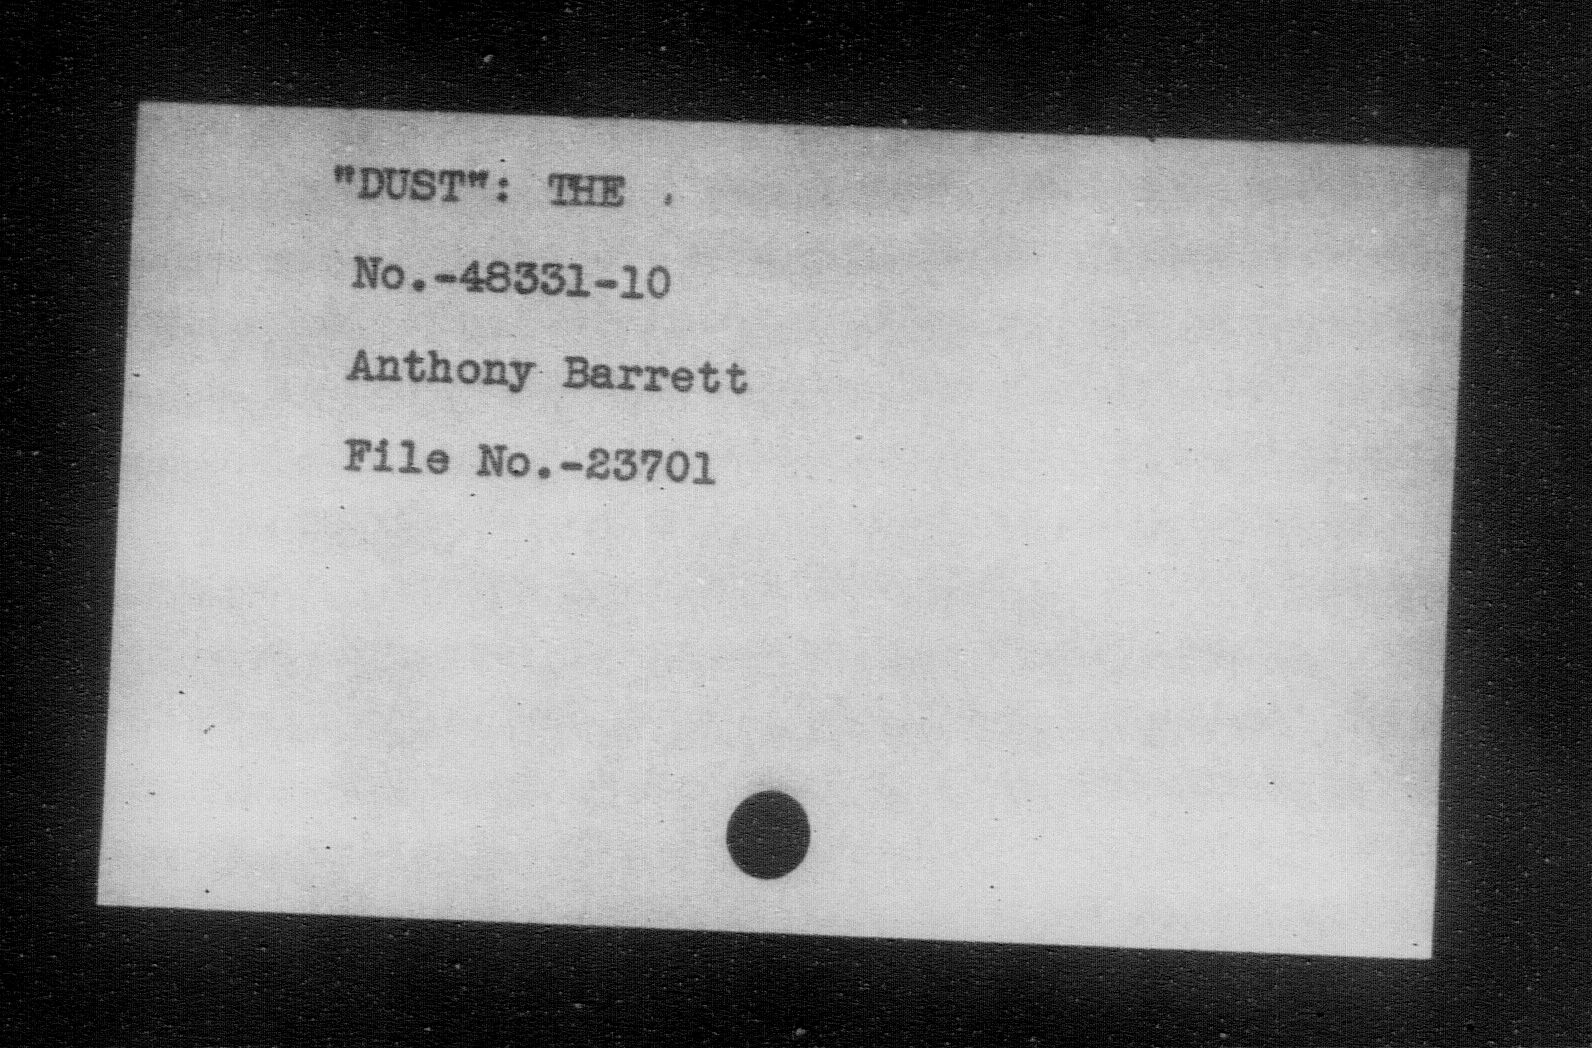 "DUST": THE .
No.-48331-10
Anthony Barrett
File No.-23701